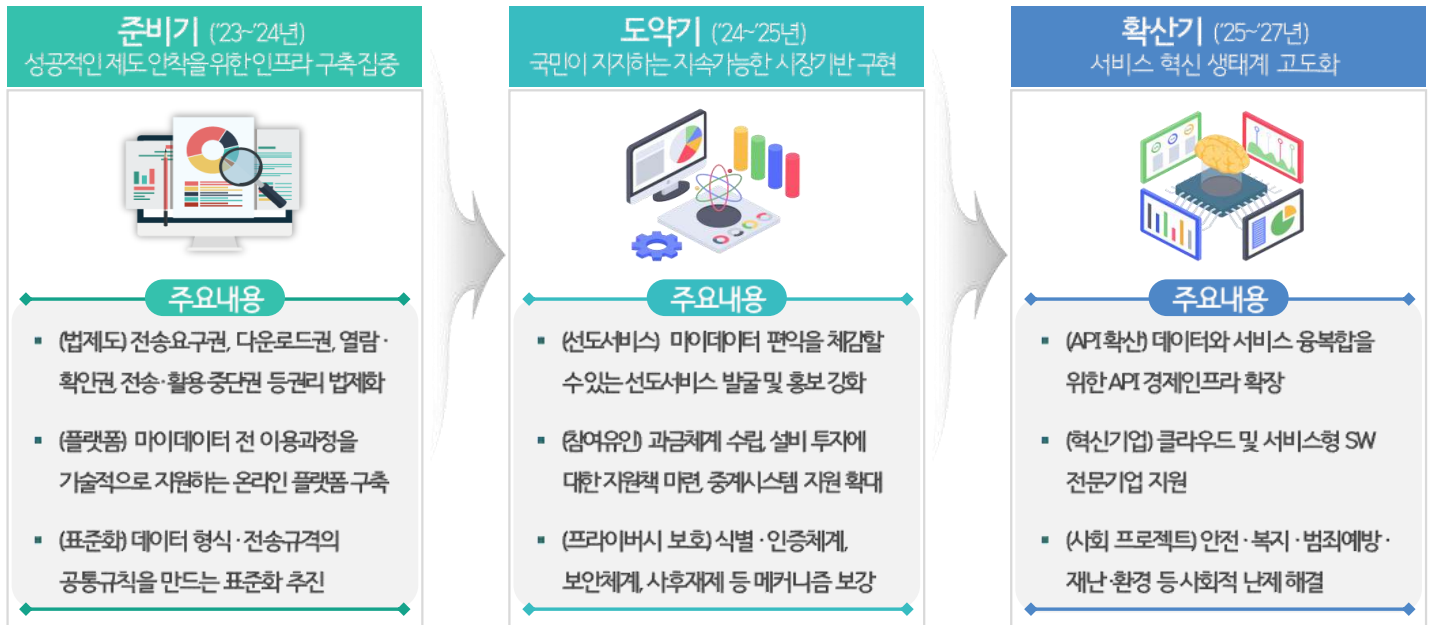 준비기 ('23~'24년)
성공적인 제도 안착을 위한 인프라 구축 집중
주요내용
▪ (법제도) 전송요구권, 다운로드권, 열람·
확인권, 전송·활용 중단권 등 권리 법제화
▪ (플랫폼) 마이데이터 전 이용과정을
기술적으로 지원하는 온라인 플랫폼 구축
▪ (표준화) 데이터 형식·전송규격의
공통규칙을 만드는 표준화 추진
도약기 ('24~'25년)
국민이 지지하는 지속가능한 시장기반 구현
주요내용
▪ (선도서비스) 마이데이터 편익을 체감할
수 있는 선도서비스 발굴 및 홍보 강화
▪ (참여유인) 과금체계 수립, 설비 투자에
대한 지원책 마련, 중계시스템 지원 확대
▪ (프라이버시 보호) 식별·인증체계,
보안체계, 사후제재 등 메커니즘 보강
확산기 ('25~'27년)
서비스 혁신 생태계 고도화
주요내용
▪ (API 확산) 데이터와 서비스 융복합을
위한 API 경제인프라 확장
▪ (혁신기업) 클라우드 및 서비스형 SW
전문기업 지원
▪ (사회 프로젝트) 안전·복지·범죄예방·
재난·환경 등 사회적 난제 해결